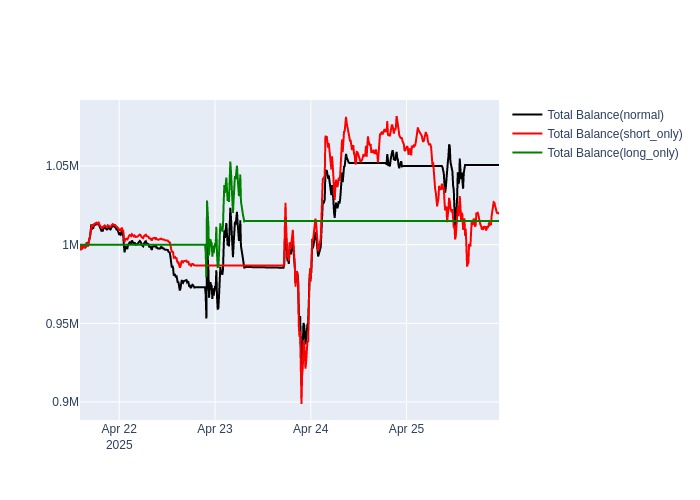 Total Balance(normal)
Total Balance(short_only)
Total Balance(long_only)
1.05M
1M
0.95M
0.9M
Apr 22
2025
Apr 23
Apr 24
Apr 25